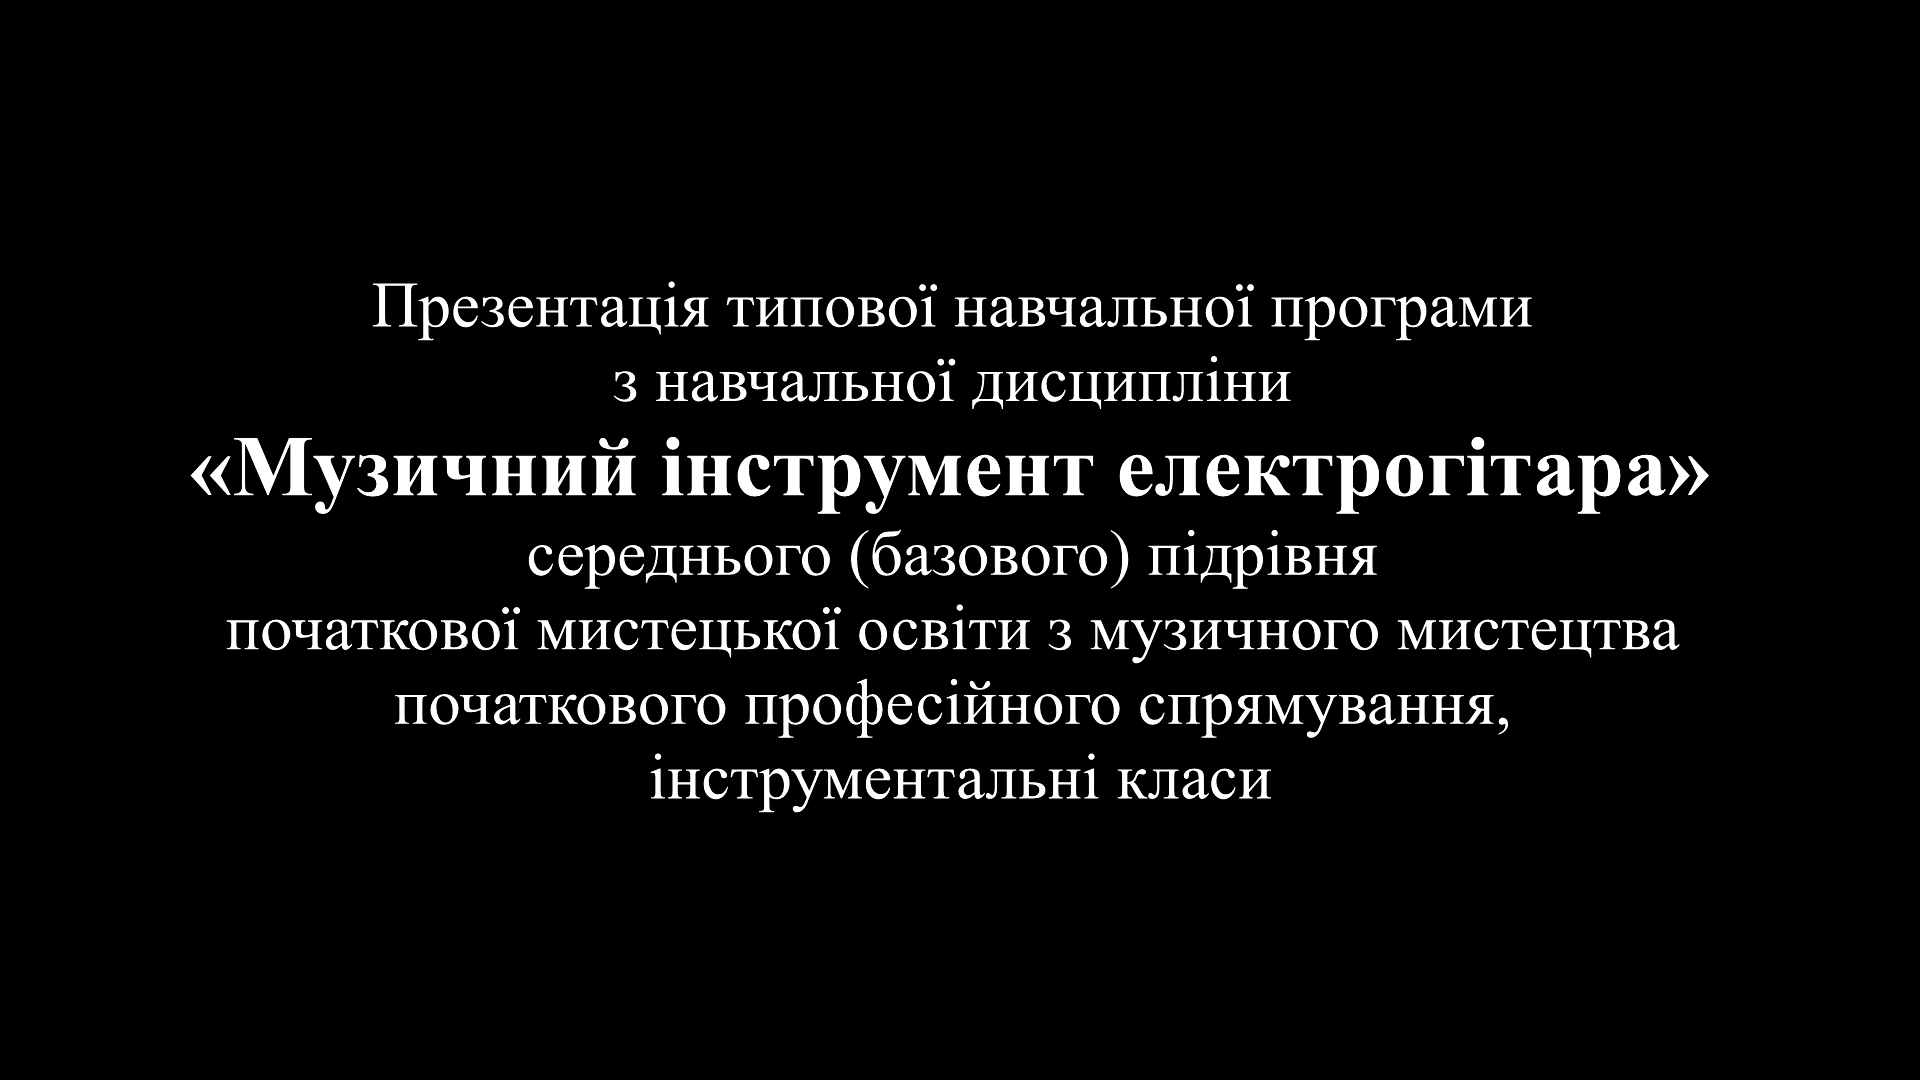 Презентація типової навчальної програми
з навчальної дисципліни
«Музичний інструмент електрогітара»
середнього (базового) підрівня
початкової мистецької освіти з музичного мистецтва
початкового професійного спрямування,
інструментальні класи